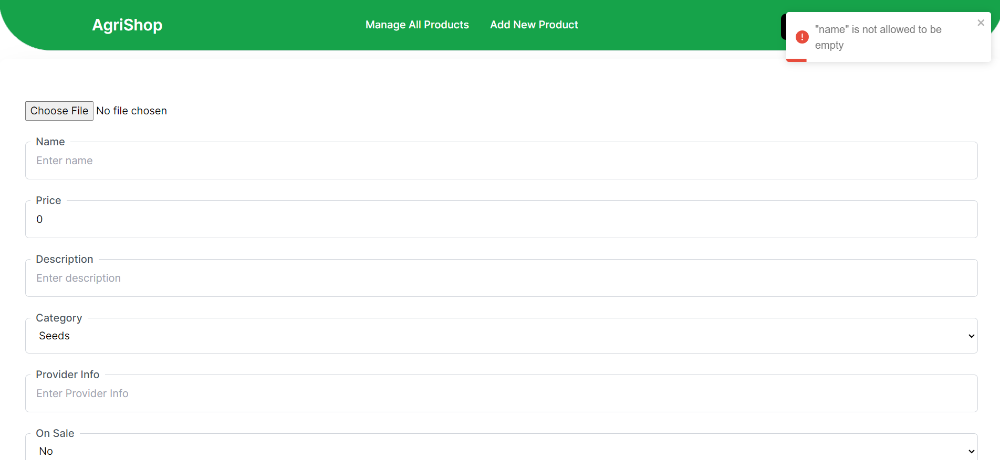 AgriShop
Manage All Products
Add New Product
"name" is not allowed to be
empty
Choose File No file chosen
Name
Enter name
Price
0
Description
Enter description
Category
Seeds
Provider Info
Enter Provider Info
On Sale
No